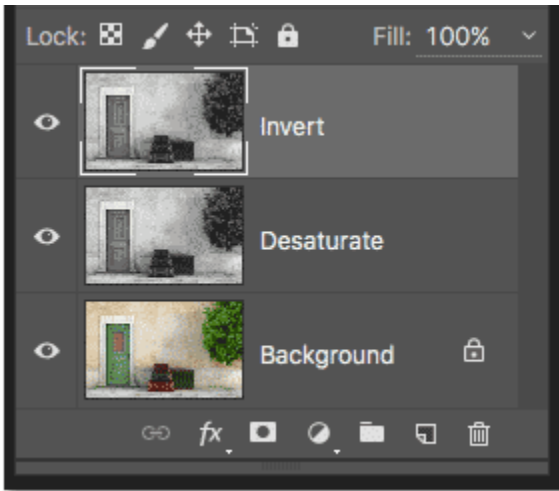 Lock: Fill: 100%
Invert
Desaturate
Background
fx